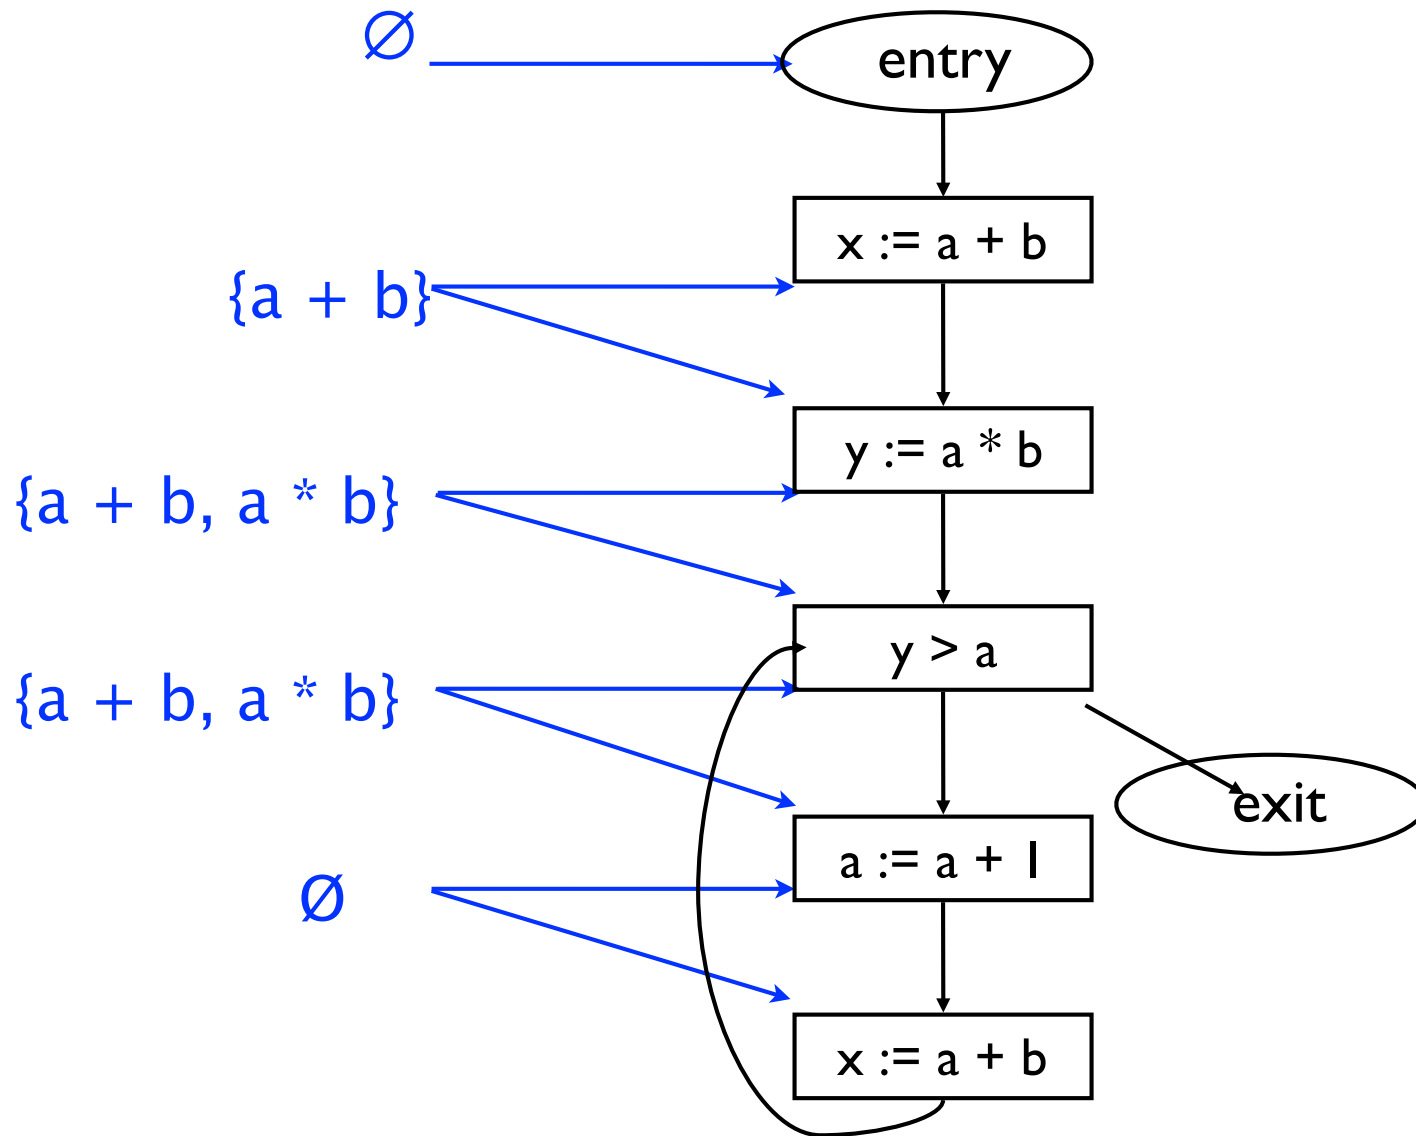 ∅
entry
x := a + b
{a + b}
y := a * b
{a + b, a * b}
y > a
{a + b, a * b}
exit
a := a + 1
Ø
x := a + b